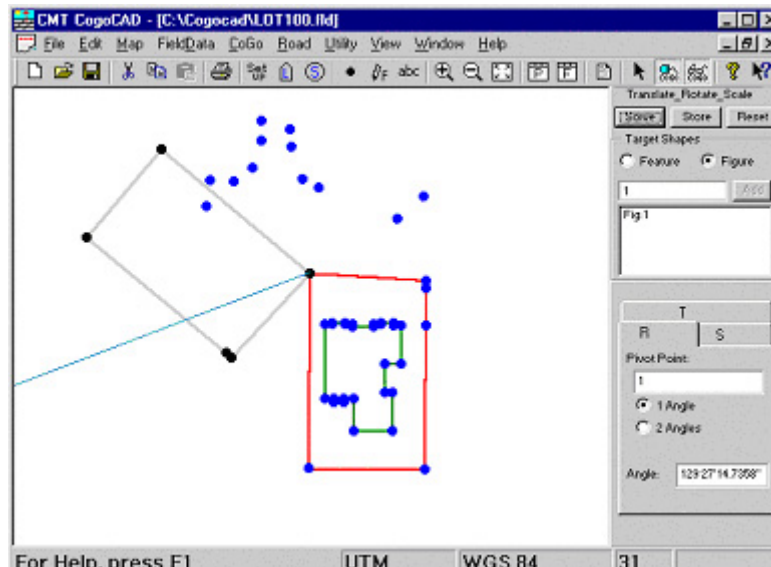 CMT CogoCAD - [C:\Cogocad\LOT100.fld]
File Edit Map FieldData CoGo Road Utility View Window Help
Set UP abc
Translate_Rotate_Scale
Solve Store Reset
Target Shapes
Feature Figure
1 Add
Fig.1
T
R S
Pivot Point:
1
1 Angle
2 Angles
Angle: 129:27'14.7358"
For Help, press F1 UTM WGS 84 31